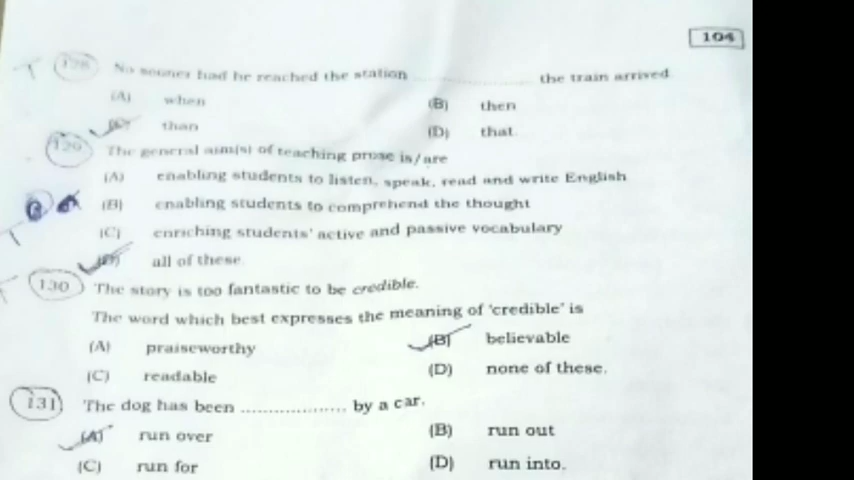 104
128 No sooner had he reached the station .................... the train arrived
(A) when (B) then
(C) than (D) that
129 The general aim(s) of teaching prose is/are
(A) enabling students to listen, speak, read and write English
(B) enabling students to comprehend the thought
(C) enriching students' active and passive vocabulary
(D) all of these.
130 The story is too fantastic to be credible.
The word which best expresses the meaning of 'credible' is
(A) praiseworthy (B) believable
(C) readable (D) none of these.
131 The dog has been .................... by a car.
(A) run over (B) run out
(C) run for (D) run into.